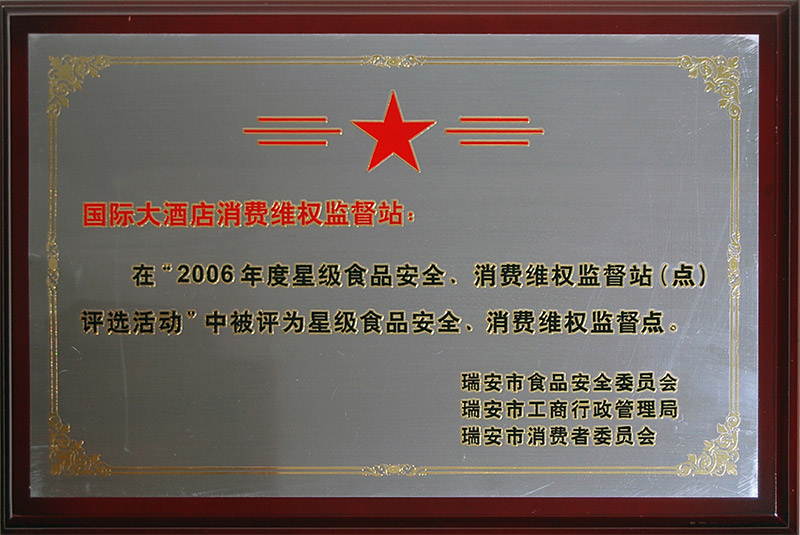 国际大酒店消费维权监督站：
在“2006年度星级食品安全、消费维权监督站(点)
评选活动”中被评为星级食品安全、消费维权监督点。
瑞安市食品安全委员会
瑞安市工商行政管理局
瑞安市消费者委员会